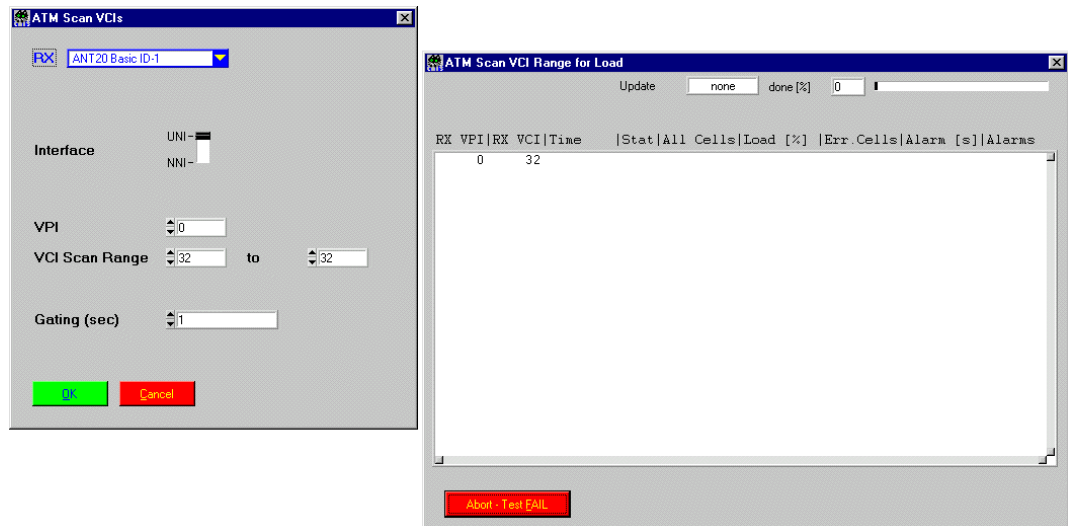 ATM Scan VCIs
RX ANT20 Basic ID-1
Interface
UNI-
NNI-
VPI 0
VCI Scan Range 32 to 32
Gating (sec) 1
OK Cancel
ATM Scan VCI Range for Load
Update none done [%] 0
RX VPI|RX VCI|Time |Stat|All Cells|Load [%] |Err.Cells|Alarm [s]|Alarms
0 32
Abort - Test FAIL